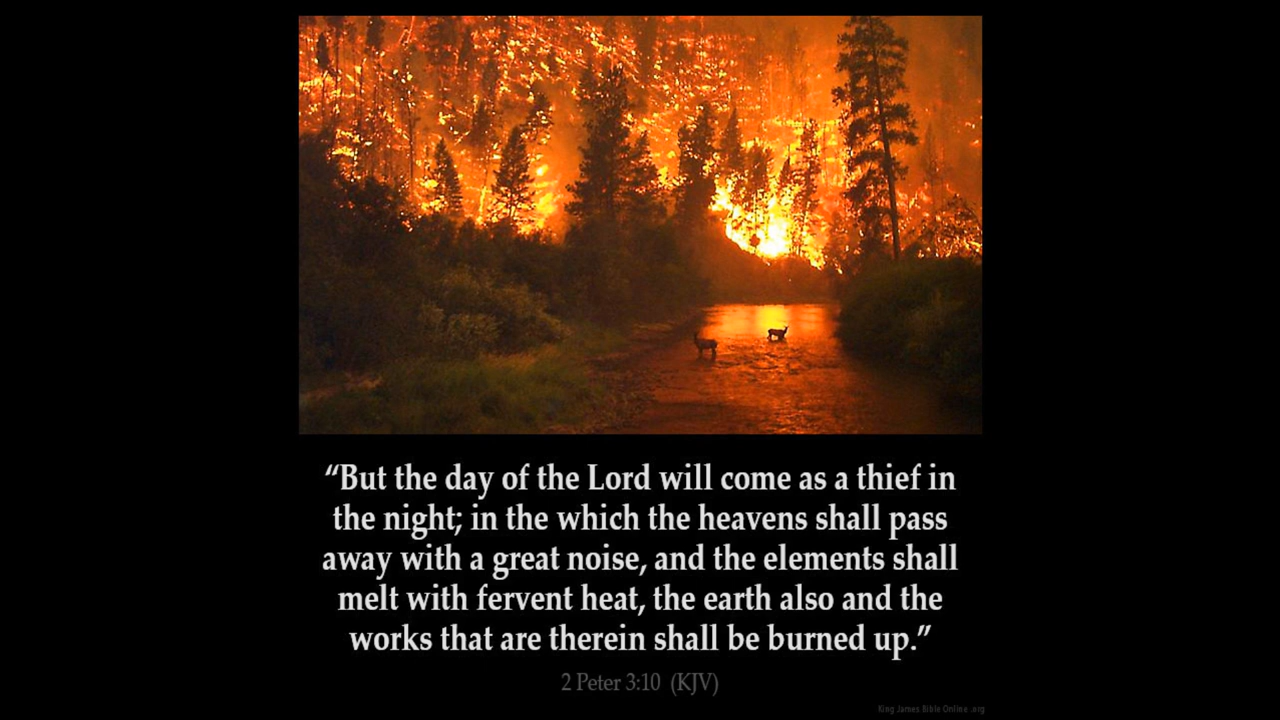 “But the day of the Lord will come as a thief in
the night; in the which the heavens shall pass
away with a great noise, and the elements shall
melt with fervent heat, the earth also and the
works that are therein shall be burned up.”
2 Peter 3:10 (KJV)
King James Bible Online .org